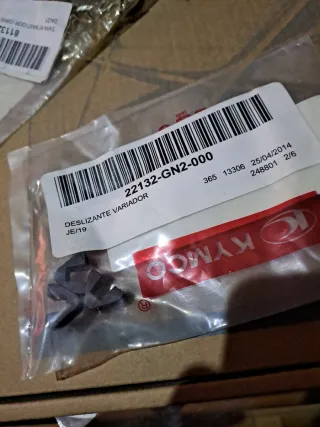 22132-GN2-000
DESLIZANTE VARIADOR
JE/19
365 13306 25/04/2014
248801 2/6
KYMCO
®